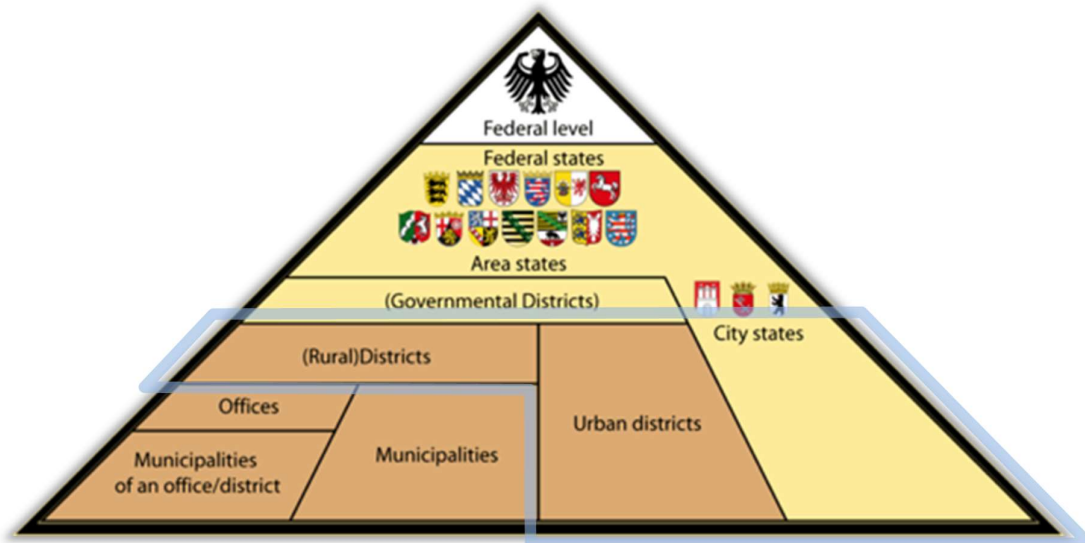 Federal level
Federal states
Area states
(Governmental Districts)
City states
(Rural)Districts
Offices
Urban districts
Municipalities
Municipalities
of an office/district